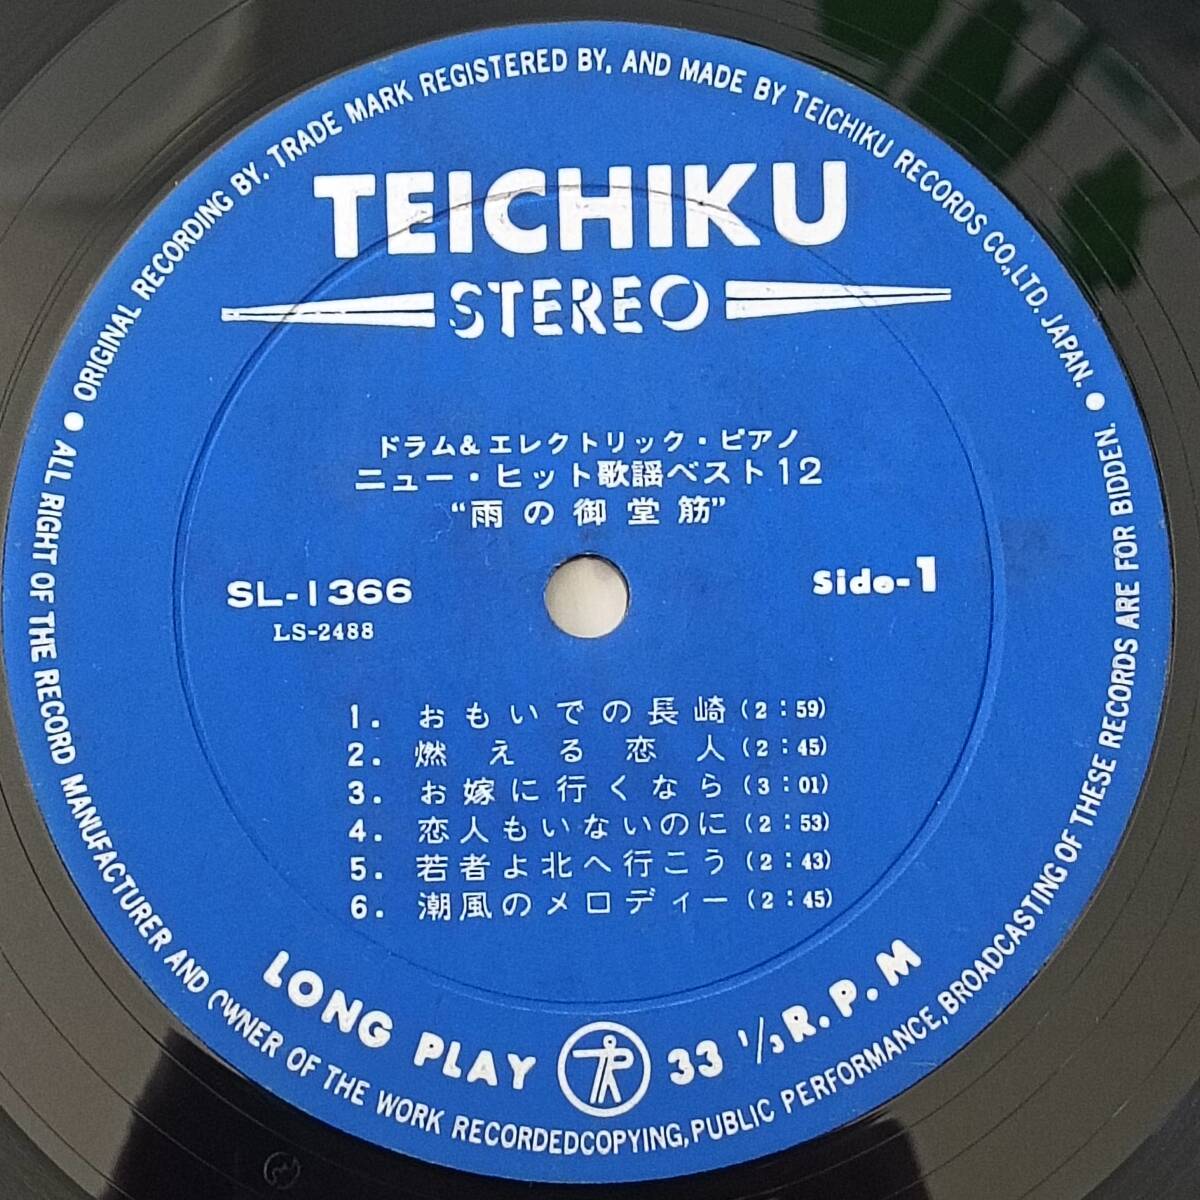 ● ORIGINAL RECORDING BY, TRADE MARK REGISTERED BY, AND MADE BY TEICHIKU RECORDS CO., LTD. JAPAN. ●
TEICHIKU
STEREO
ドラム&エレクトリック・ピアノ
ニュー・ヒット歌謡ベスト12
“雨の御堂筋”
SL-1366
LS-2488
Side-1
1. おもいでの長崎 (2:59)
2. 燃える恋人 (2:45)
3. お嫁に行くなら (3:01)
4. 恋人もいないのに (2:53)
5. 若者よ北へ行こう (2:43)
6. 潮風のメロディー (2:45)
LONG PLAY 33 1/3 R.P.M
ALL RIGHT OF THE RECORD MANUFACTURER AND OWNER OF THE WORK RECORDEDCOPYING, PUBLIC PERFORMANCE, BROADCASTING OF THESE RECORDS ARE FOR BIDDEN.